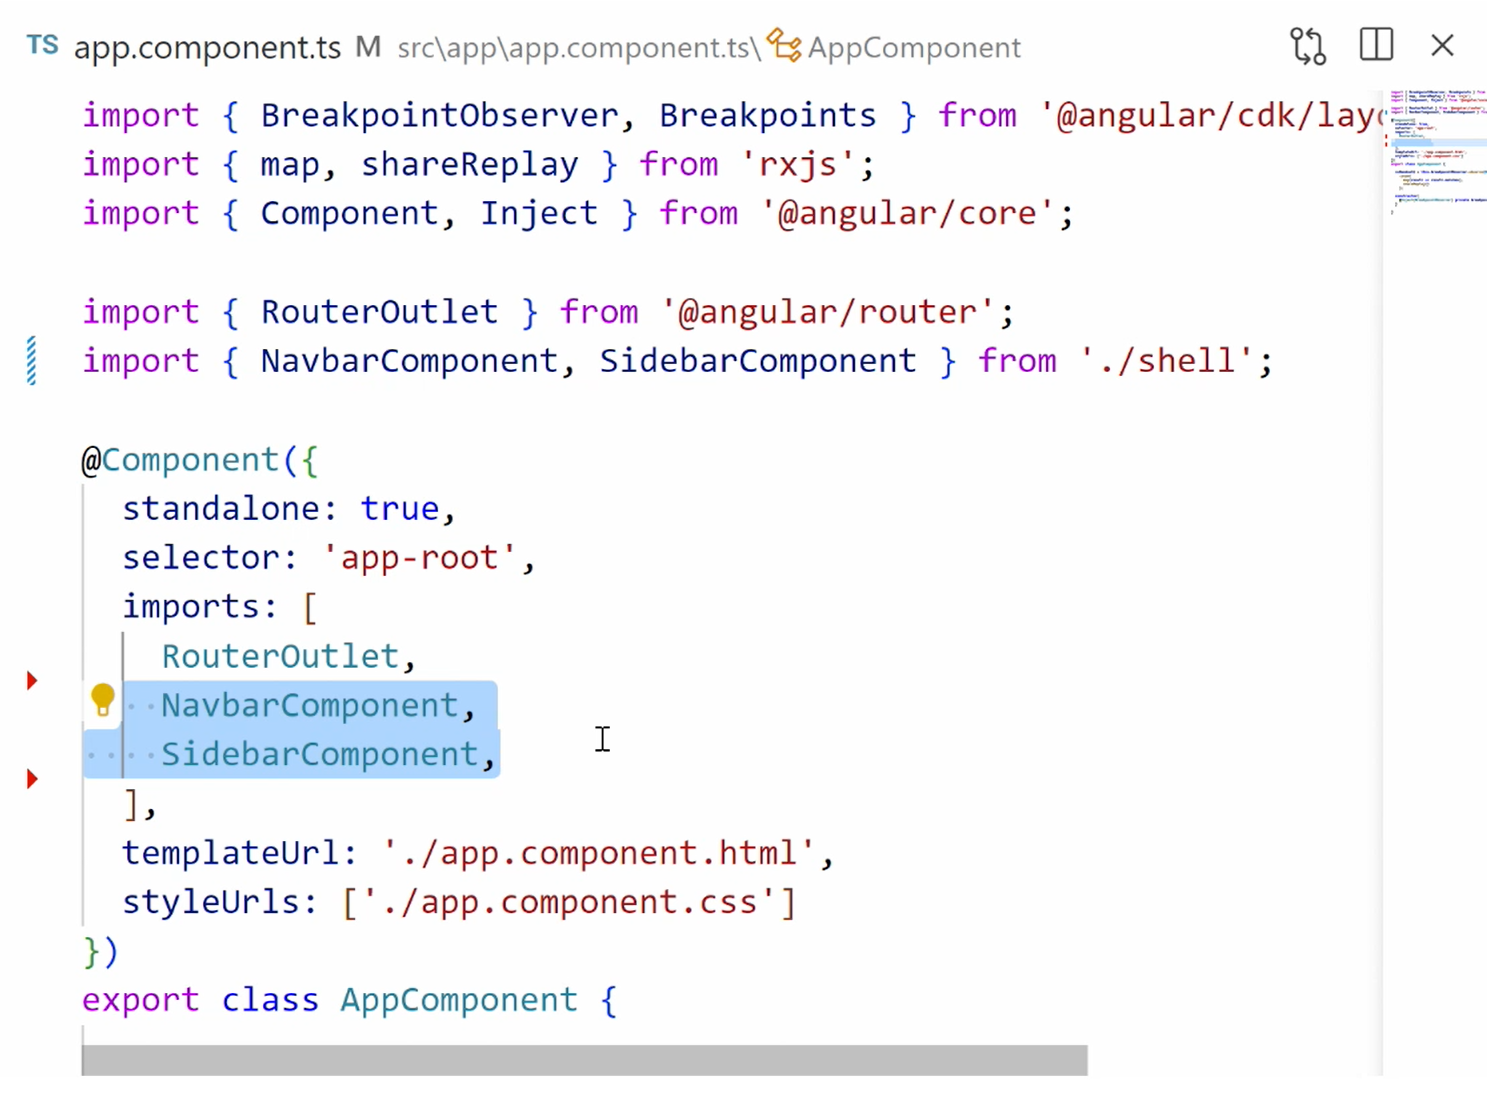 TS app.component.ts M src\app\app.component.ts\ AppComponent
import { BreakpointObserver, Breakpoints } from '@angular/cdk/layo
import { map, shareReplay } from 'rxjs';
import { Component, Inject } from '@angular/core';
import { RouterOutlet } from '@angular/router';
import { NavbarComponent, SidebarComponent } from './shell';
@Component({
standalone: true,
selector: 'app-root',
imports: [
RouterOutlet,
NavbarComponent,
SidebarComponent,
],
templateUrl: './app.component.html',
styleUrls: ['./app.component.css']
})
export class AppComponent {